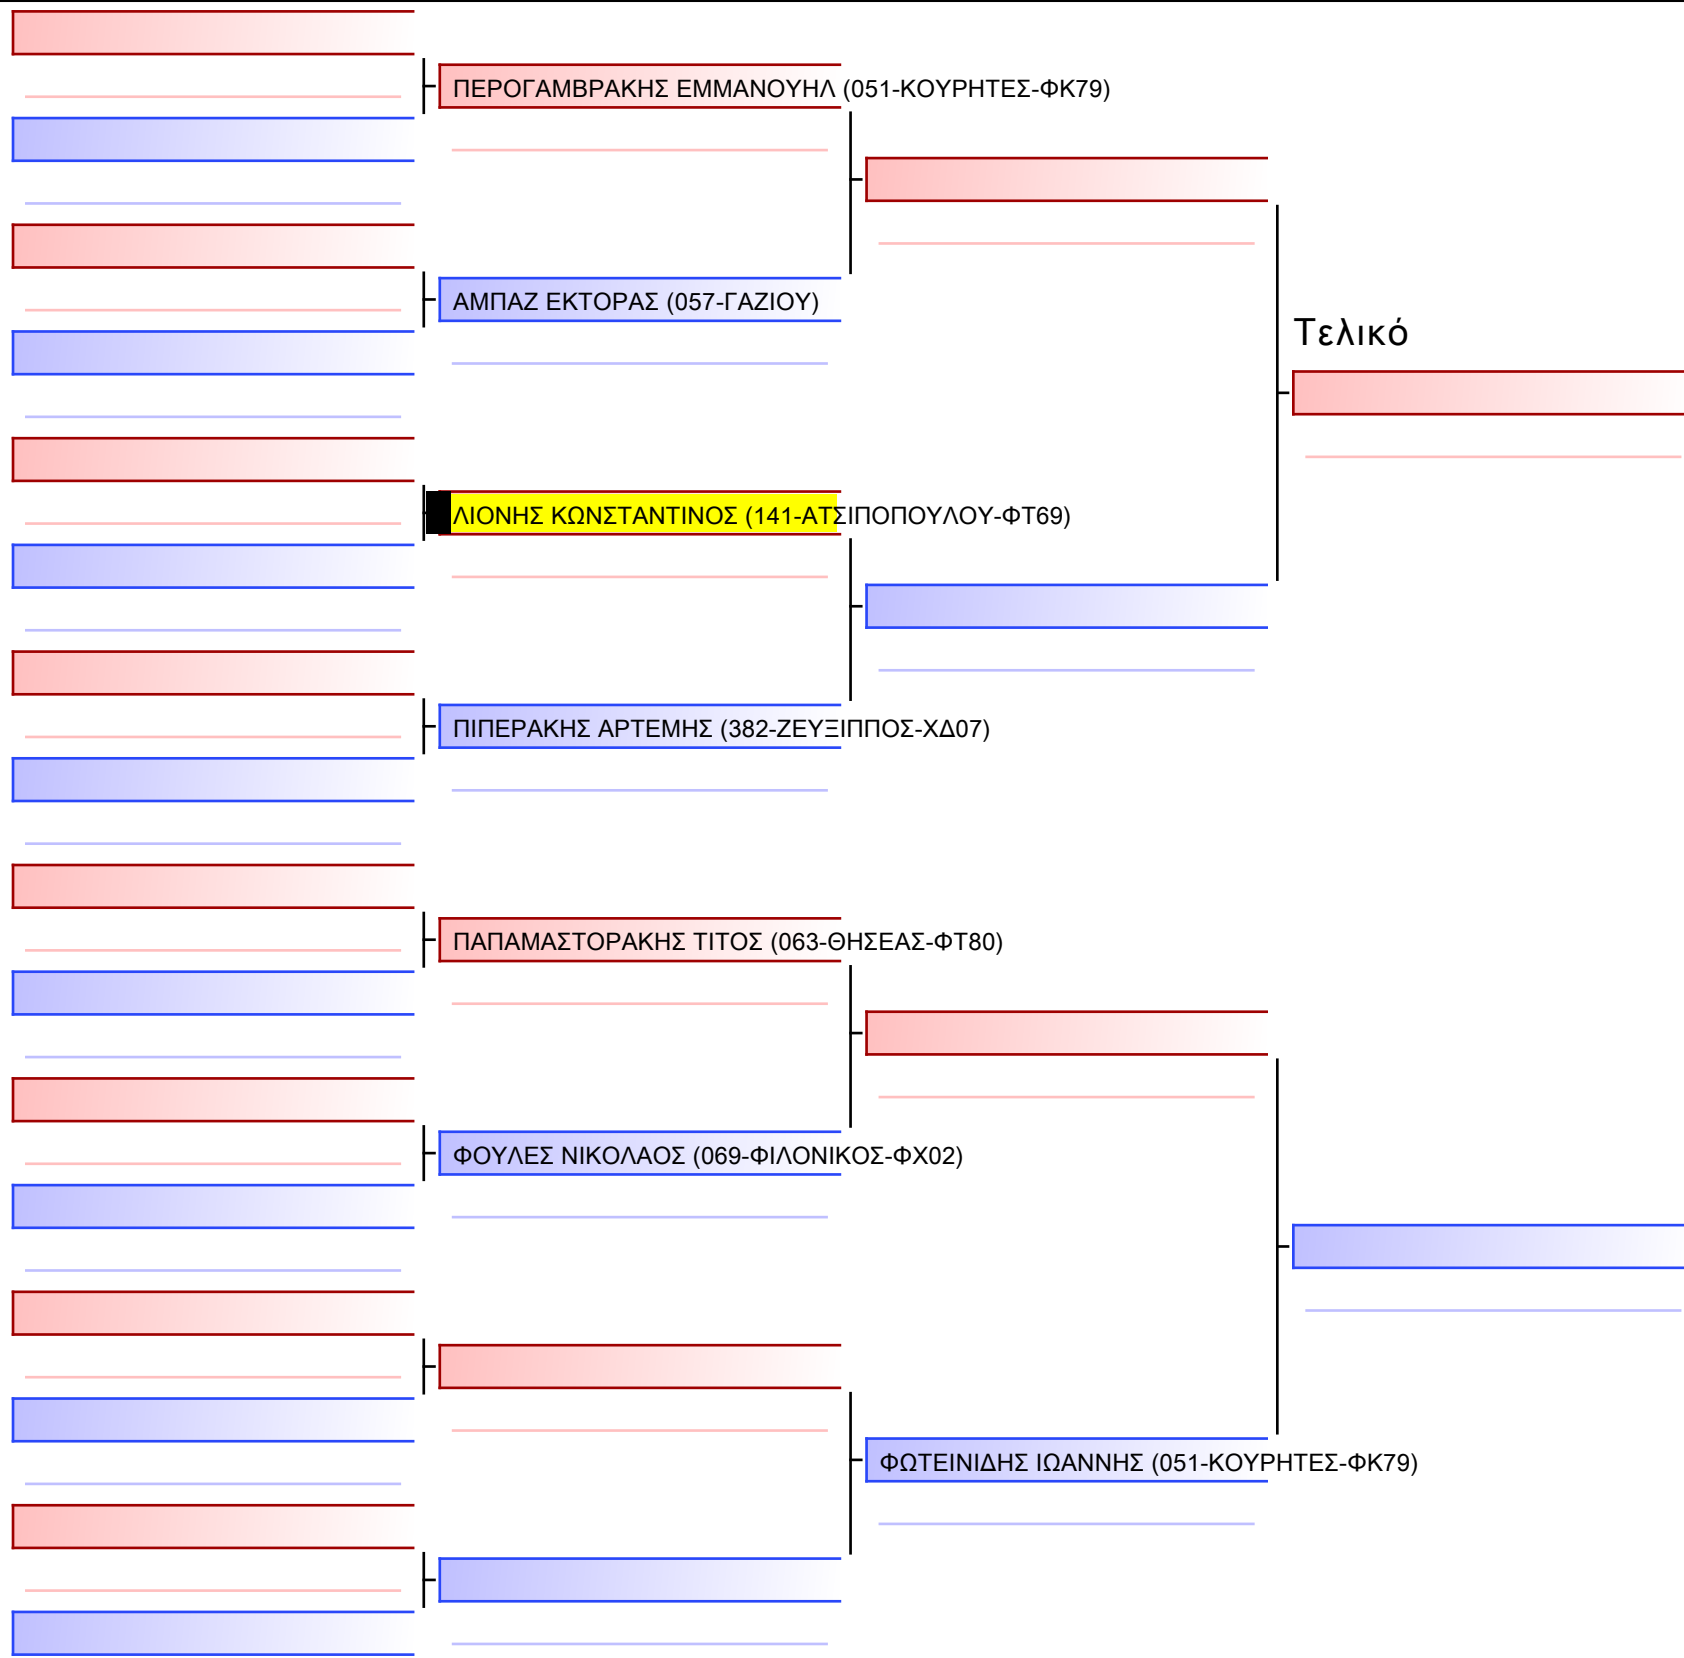 ΠΕΡΟΓΑΜΒΡΑΚΗΣ ΕΜΜΑΝΟΥΗΛ (051-ΚΟΥΡΗΤΕΣ-ΦΚ79)
ΑΜΠΑΖ ΕΚΤΟΡΑΣ (057-ΓΑΖΙΟΥ)
Τελικό
ΛΙΟΝΗΣ ΚΩΝΣΤΑΝΤΙΝΟΣ (141-ΑΤΣΙΠΟΠΟΥΛΟΥ-ΦΤ69)
ΠΙΠΕΡΑΚΗΣ ΑΡΤΕΜΗΣ (382-ΖΕΥΞΙΠΠΟΣ-ΧΔ07)
ΠΑΠΑΜΑΣΤΟΡΑΚΗΣ ΤΙΤΟΣ (063-ΘΗΣΕΑΣ-ΦΤ80)
ΦΟΥΛΕΣ ΝΙΚΟΛΑΟΣ (069-ΦΙΛΟΝΙΚΟΣ-ΦΧ02)
ΦΩΤΕΙΝΙΔΗΣ ΙΩΑΝΝΗΣ (051-ΚΟΥΡΗΤΕΣ-ΦΚ79)